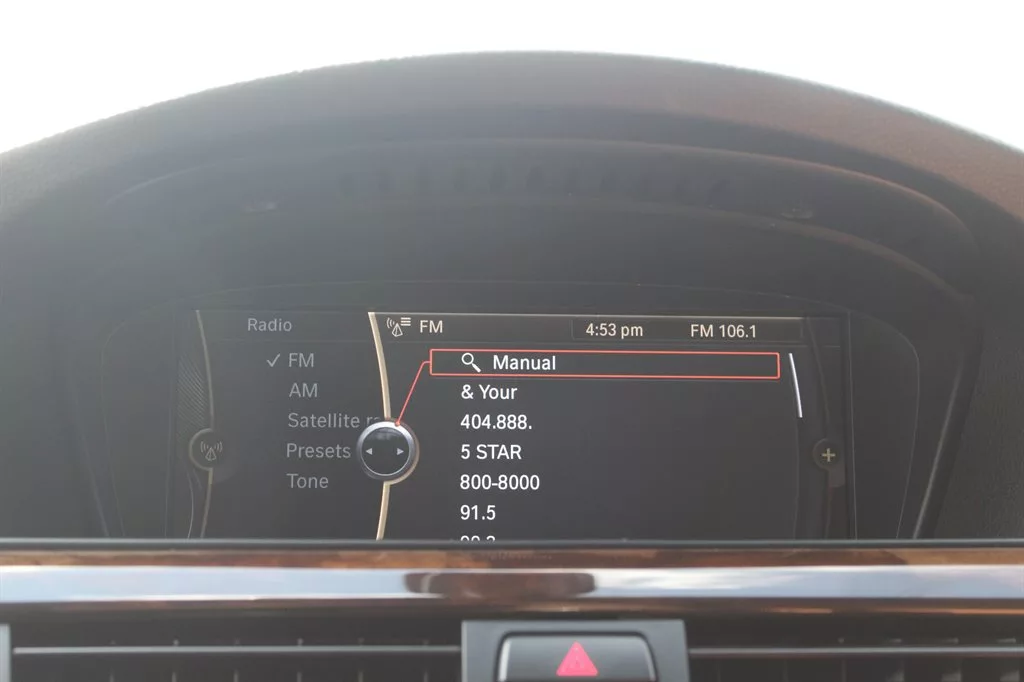 Radio
FM
AM
Satellite
Presets
Tone
FM
4:53 pm
FM 106.1
Manual
& Your
404.888.
5 STAR
800-8000
91.5